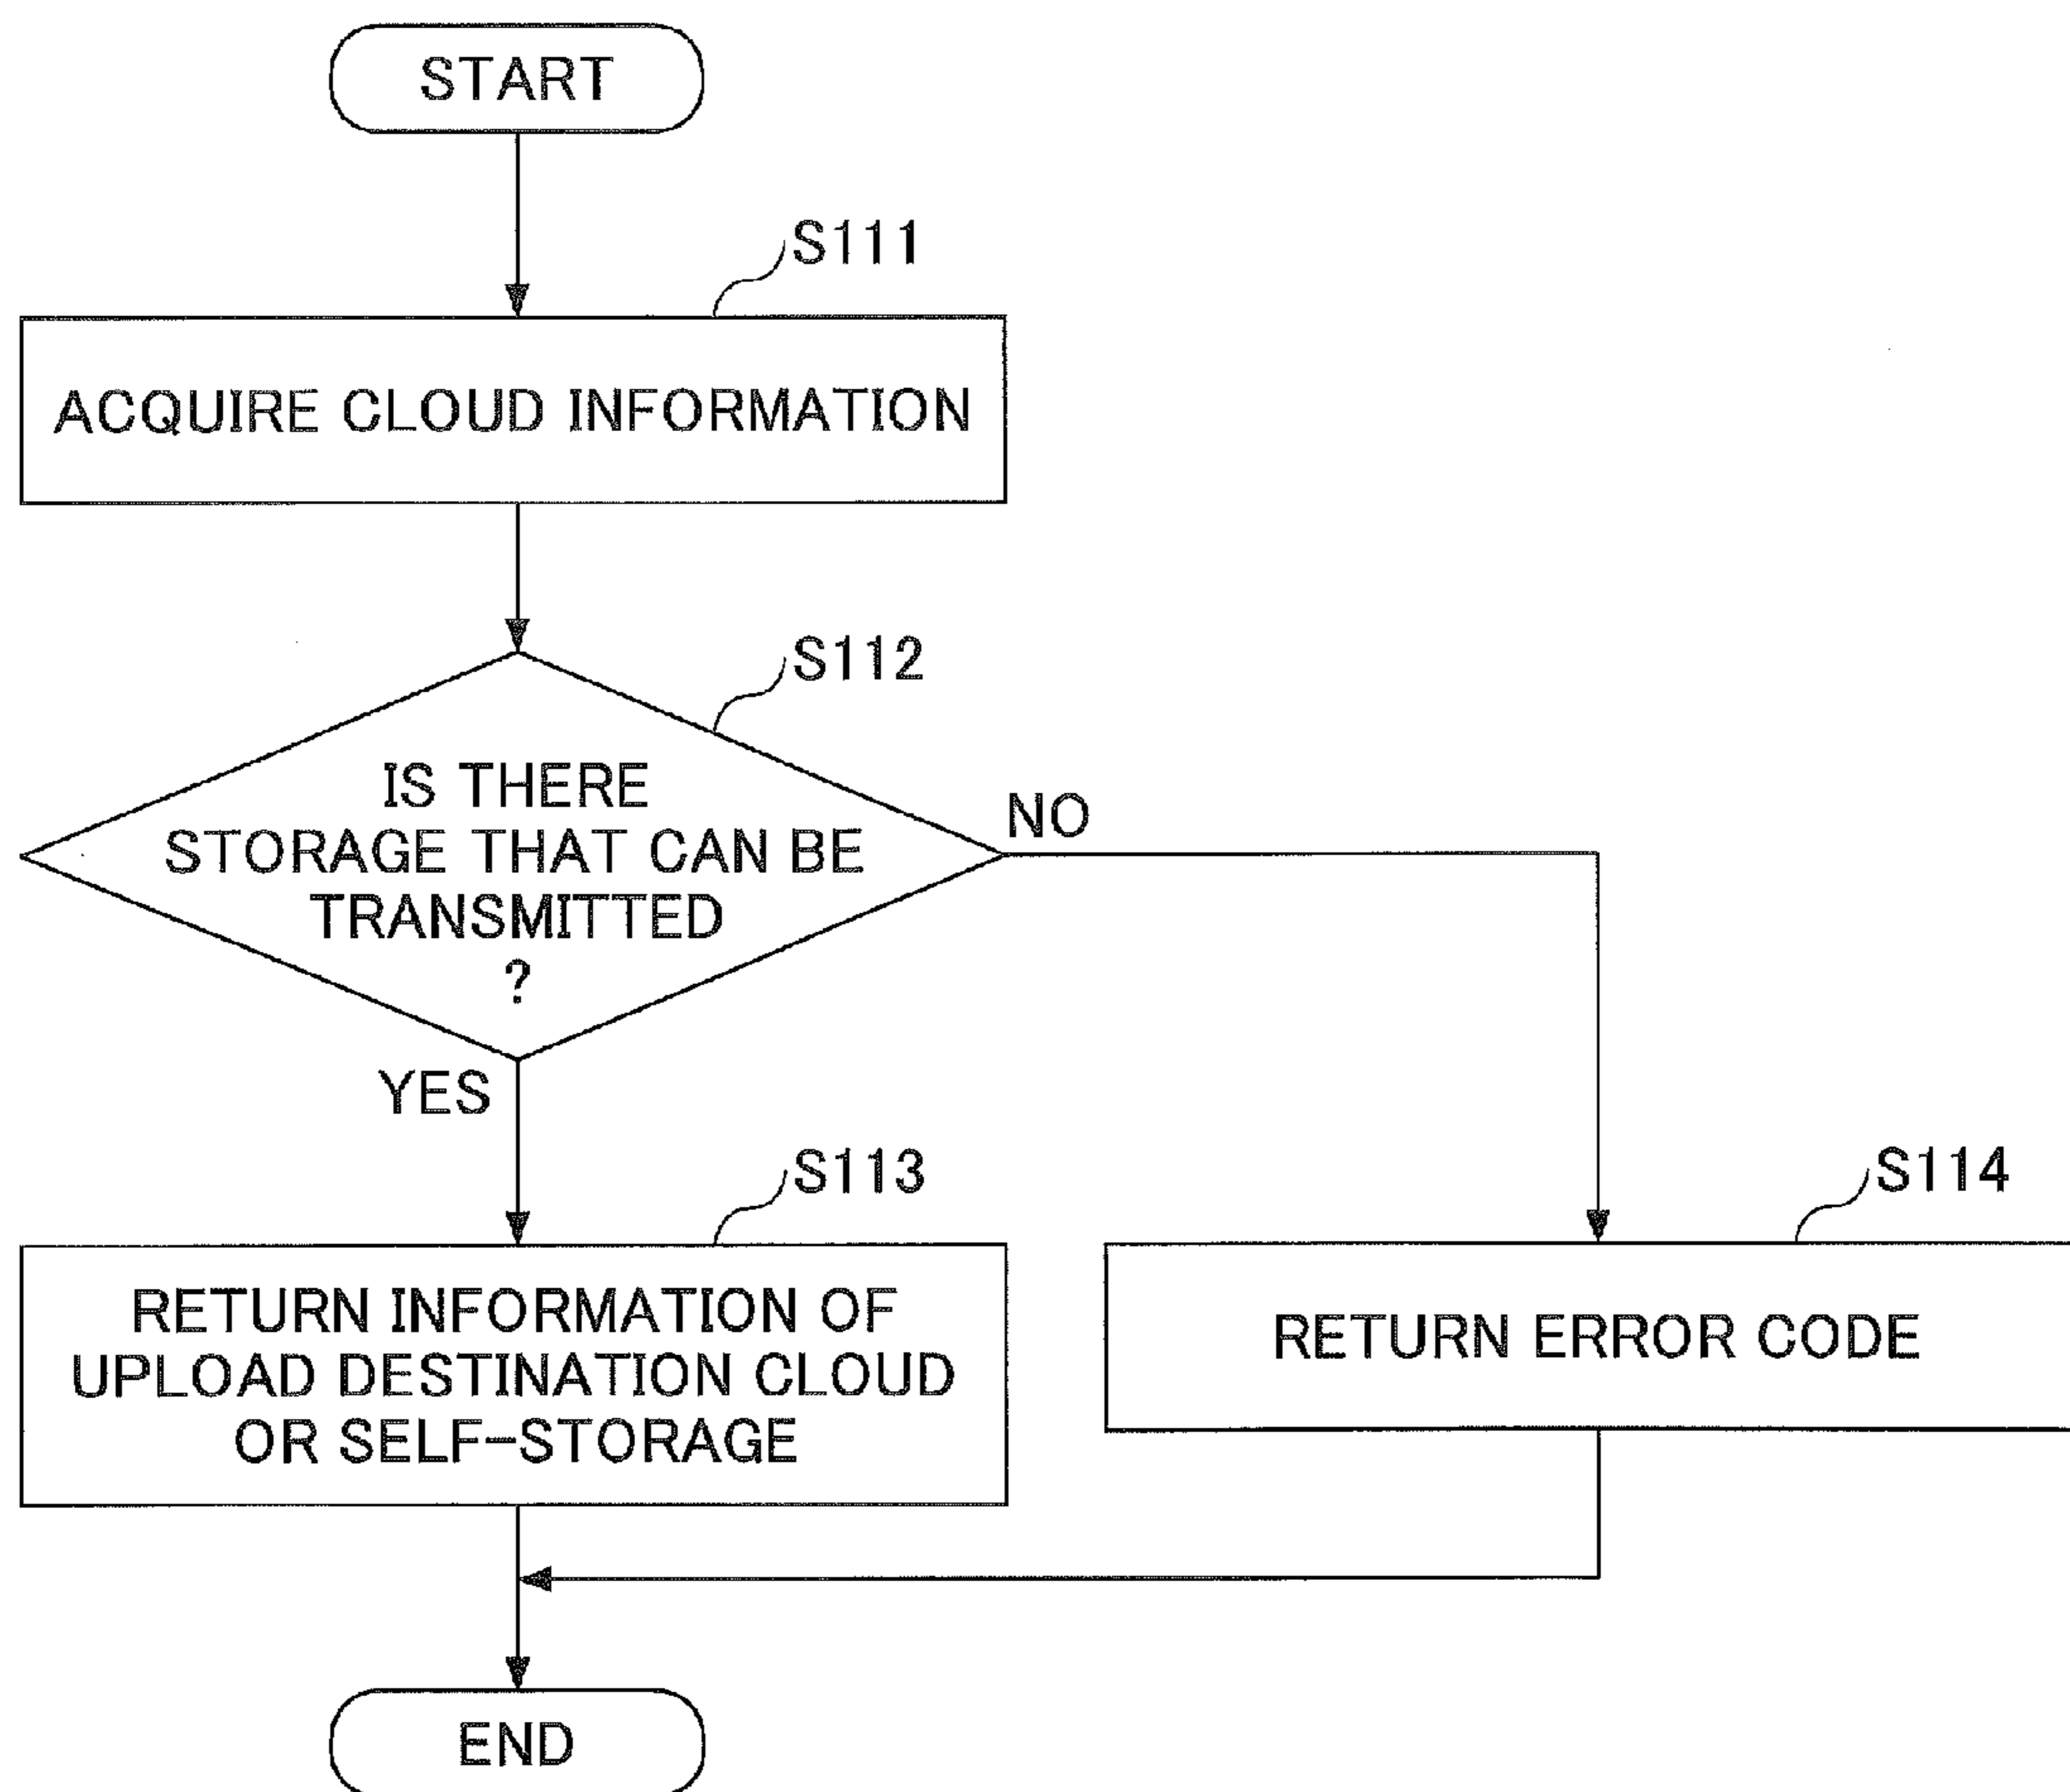 START
S111
ACQUIRE CLOUD INFORMATION
S112
IS THERE
STORAGE THAT CAN BE
TRANSMITTED
?
NO
YES
S113
RETURN INFORMATION OF
UPLOAD DESTINATION CLOUD
OR SELF-STORAGE
S114
RETURN ERROR CODE
END